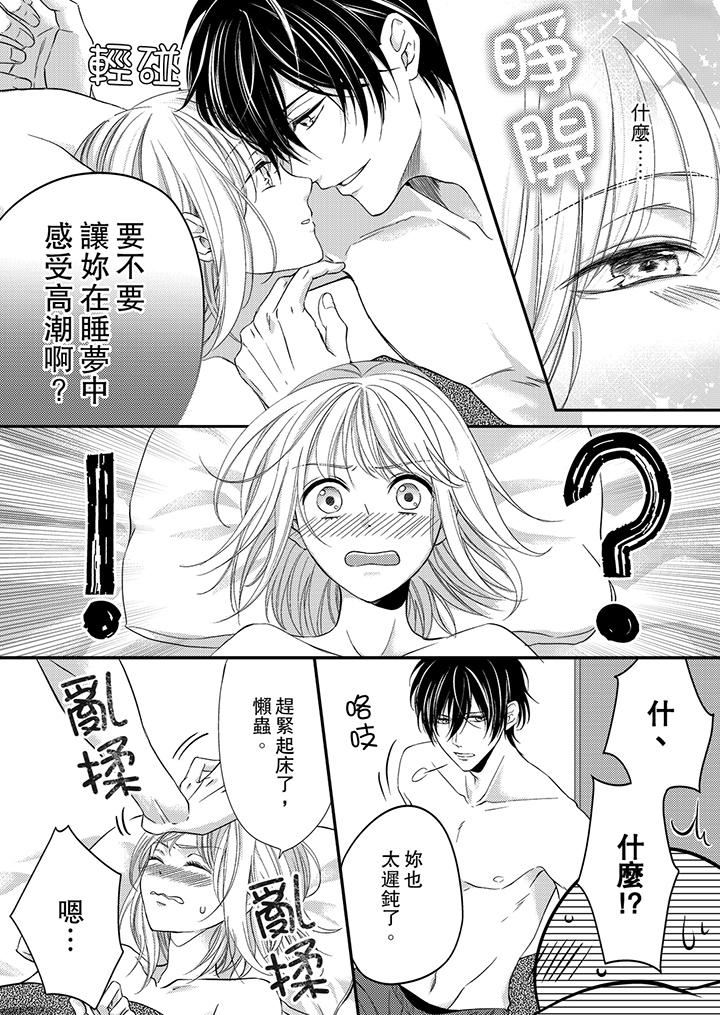 睜開
什麼……
輕碰
要不要
讓妳在睡夢中
感受高潮啊？
？
！！
什、
什麼!?
咯吱
妳也
太遲鈍了。
趕緊起床了，
懶蟲。
亂揉
亂揉
嗯…